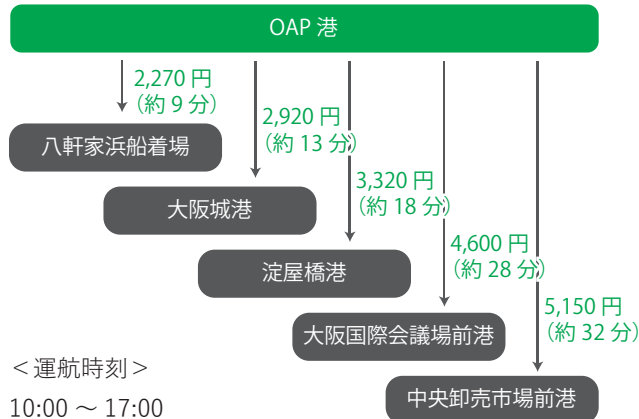 OAP 港
2,270 円
（約 9 分）
八軒家浜船着場
2,920 円
（約 13 分）
大阪城港
3,320 円
（約 18 分）
淀屋橋港
4,600 円
（約 28 分）
大阪国際会議場前港
5,150 円
（約 32 分）
中央卸売市場前港
＜運航時刻＞
10:00 ～ 17:00